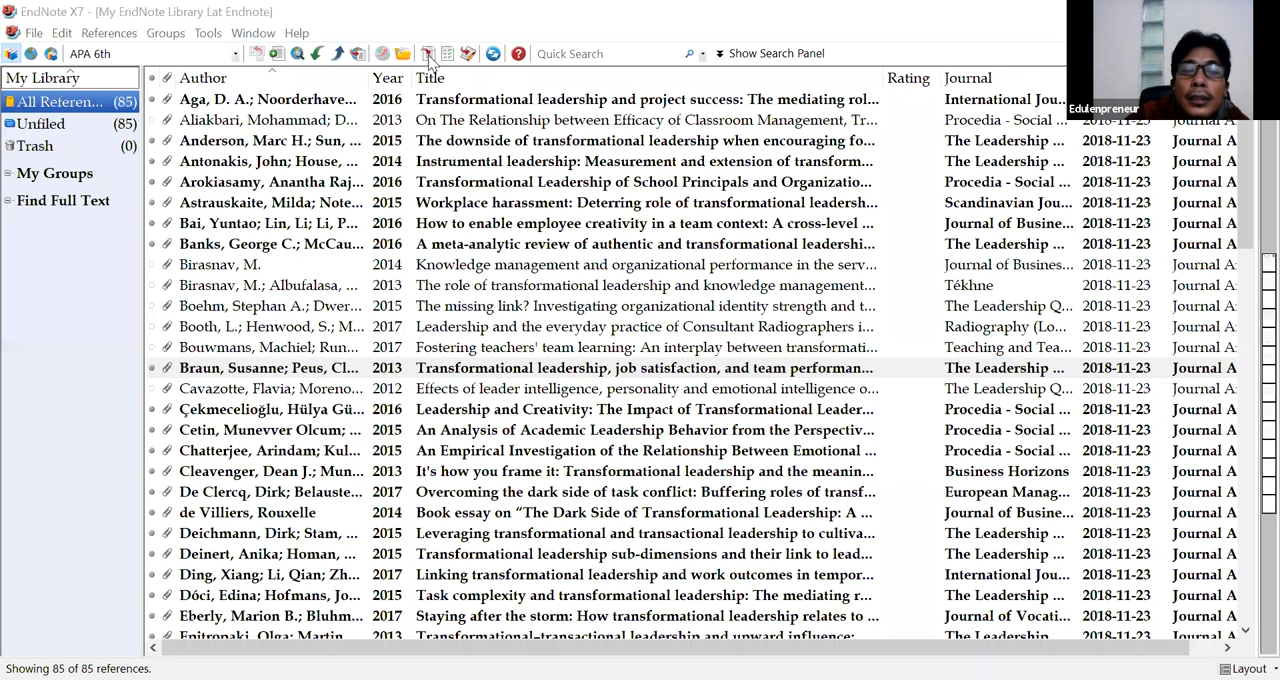 EndNote X7 - [My EndNote Library Lat Endnote]
File Edit References Groups Tools Window Help
APA 6th Quick Search Show Search Panel
My Library Author Year Title Rating Journal
All Referen... (85) Aga, D. A.; Noorderhave... 2016 Transformational leadership and project success: The mediating rol... International Jou...
Edulenpreneur
Unfiled (85) Aliakbari, Mohammad; D... 2013 On The Relationship between Efficacy of Classroom Management, Tr... Procedia - Social ... 2018-11-23 Journal A
Trash (0) Anderson, Marc H.; Sun, ... 2015 The downside of transformational leadership when encouraging fo... The Leadership ... 2018-11-23 Journal A
Antonakis, John; House, ... 2014 Instrumental leadership: Measurement and extension of transform... The Leadership ... 2018-11-23 Journal A
My Groups Arokiasamy, Anantha Raj... 2016 Transformational Leadership of School Principals and Organizatio... Procedia - Social ... 2018-11-23 Journal A
Find Full Text Astrauskaite, Milda; Note... 2015 Workplace harassment: Deterring role of transformational leadersh... Scandinavian Jou... 2018-11-23 Journal A
Bai, Yuntao; Lin, Li; Li, P... 2016 How to enable employee creativity in a team context: A cross-level ... Journal of Busine... 2018-11-23 Journal A
Banks, George C.; McCau... 2016 A meta-analytic review of authentic and transformational leadershi... The Leadership ... 2018-11-23 Journal A
Birasnav, M. 2014 Knowledge management and organizational performance in the serv... Journal of Busines... 2018-11-23 Journal A
Birasnav, M.; Albufalasa, ... 2013 The role of transformational leadership and knowledge management... Tékhne 2018-11-23 Journal A
Boehm, Stephan A.; Dwer... 2015 The missing link? Investigating organizational identity strength and t... The Leadership Q... 2018-11-23 Journal A
Booth, L.; Henwood, S.; M... 2017 Leadership and the everyday practice of Consultant Radiographers i... Radiography (Lo... 2018-11-23 Journal A
Bouwmans, Machiel; Run... 2017 Fostering teachers' team learning: An interplay between transformati... Teaching and Tea... 2018-11-23 Journal A
Braun, Susanne; Peus, Cl... 2013 Transformational leadership, job satisfaction, and team performan... The Leadership ... 2018-11-23 Journal A
Cavazotte, Flavia; Moreno... 2012 Effects of leader intelligence, personality and emotional intelligence o... The Leadership Q... 2018-11-23 Journal A
Çekmecelioğlu, Hülya Gü... 2016 Leadership and Creativity: The Impact of Transformational Leader... Procedia - Social ... 2018-11-23 Journal A
Cetin, Munevver Olcum; ... 2015 An Analysis of Academic Leadership Behavior from the Perspectiv... Procedia - Social ... 2018-11-23 Journal A
Chatterjee, Arindam; Kul... 2015 An Empirical Investigation of the Relationship Between Emotional ... Procedia - Social ... 2018-11-23 Journal A
Cleavenger, Dean J.; Mun... 2013 It's how you frame it: Transformational leadership and the meanin... Business Horizons 2018-11-23 Journal A
De Clercq, Dirk; Belauste... 2017 Overcoming the dark side of task conflict: Buffering roles of transf... European Manag... 2018-11-23 Journal A
de Villiers, Rouxelle 2014 Book essay on “The Dark Side of Transformational Leadership: A ... Journal of Busine... 2018-11-23 Journal A
Deichmann, Dirk; Stam, ... 2015 Leveraging transformational and transactional leadership to cultiva... The Leadership ... 2018-11-23 Journal A
Deinert, Anika; Homan, ... 2015 Transformational leadership sub-dimensions and their link to lead... The Leadership ... 2018-11-23 Journal A
Ding, Xiang; Li, Qian; Zh... 2017 Linking transformational leadership and work outcomes in tempor... International Jou... 2018-11-23 Journal A
Dóci, Edina; Hofmans, Jo... 2015 Task complexity and transformational leadership: The mediating r... The Leadership ... 2018-11-23 Journal A
Eberly, Marion B.; Bluhm... 2017 Staying after the storm: How transformational leadership relates to ... Journal of Vocati... 2018-11-23 Journal A
Epitropaki, Olga; Martin, ... 2013 Transformational–transactional leadership and upward influence: ... The Leadership ... 2018-11-23 Journal A
Showing 85 of 85 references. Layout